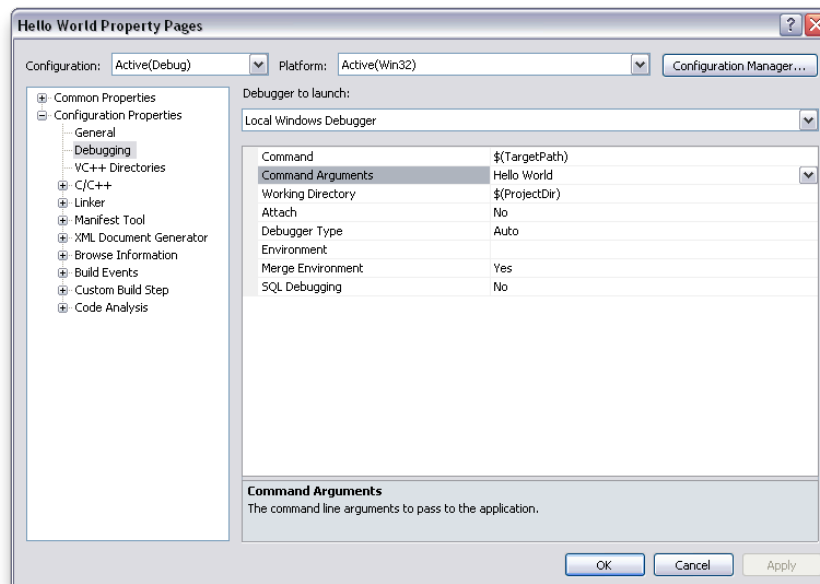 Hello World Property Pages
Configuration: Active(Debug) Platform: Active(Win32) Configuration Manager...
Common Properties
Configuration Properties
General
Debugging
VC++ Directories
C/C++
Linker
Manifest Tool
XML Document Generator
Browse Information
Build Events
Custom Build Step
Code Analysis
Debugger to launch:
Local Windows Debugger
Command $(TargetPath)
Command Arguments Hello World
Working Directory $(ProjectDir)
Attach No
Debugger Type Auto
Environment
Merge Environment Yes
SQL Debugging No
Command Arguments
The command line arguments to pass to the application.
OK Cancel Apply